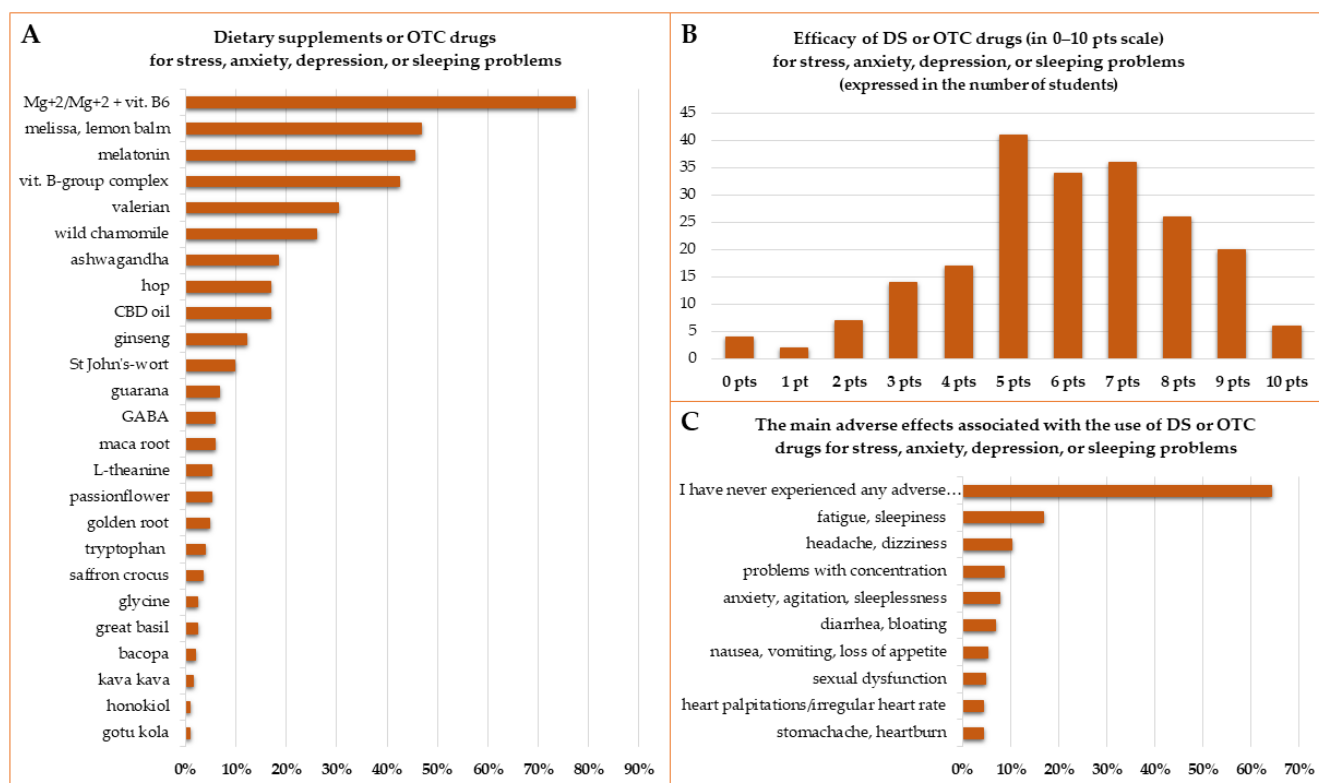 A
Dietary supplements or OTC drugs
for stress, anxiety, depression, or sleeping problems
Mg+2/Mg+2 + vit. B6
melissa, lemon balm
melatonin
vit. B-group complex
valerian
wild chamomile
ashwagandha
hop
CBD oil
ginseng
St John's-wort
guarana
GABA
maca root
L-theanine
passionflower
golden root
tryptophan
saffron crocus
glycine
great basil
bacopa
kava kava
honokiol
gotu kola
0% 10% 20% 30% 40% 50% 60% 70% 80% 90%
B
Efficacy of DS or OTC drugs (in 0–10 pts scale)
for stress, anxiety, depression, or sleeping problems
(expressed in the number of students)
45
40
35
30
25
20
15
10
5
0
0 pts 1 pt 2 pts 3 pts 4 pts 5 pts 6 pts 7 pts 8 pts 9 pts 10 pts
C
The main adverse effects associated with the use of DS or OTC
drugs for stress, anxiety, depression, or sleeping problems
I have never experienced any adverse…
fatigue, sleepiness
headache, dizziness
problems with concentration
anxiety, agitation, sleeplessness
diarrhea, bloating
nausea, vomiting, loss of appetite
sexual dysfunction
heart palpitations/irregular heart rate
stomachache, heartburn
0% 10% 20% 30% 40% 50% 60% 70%